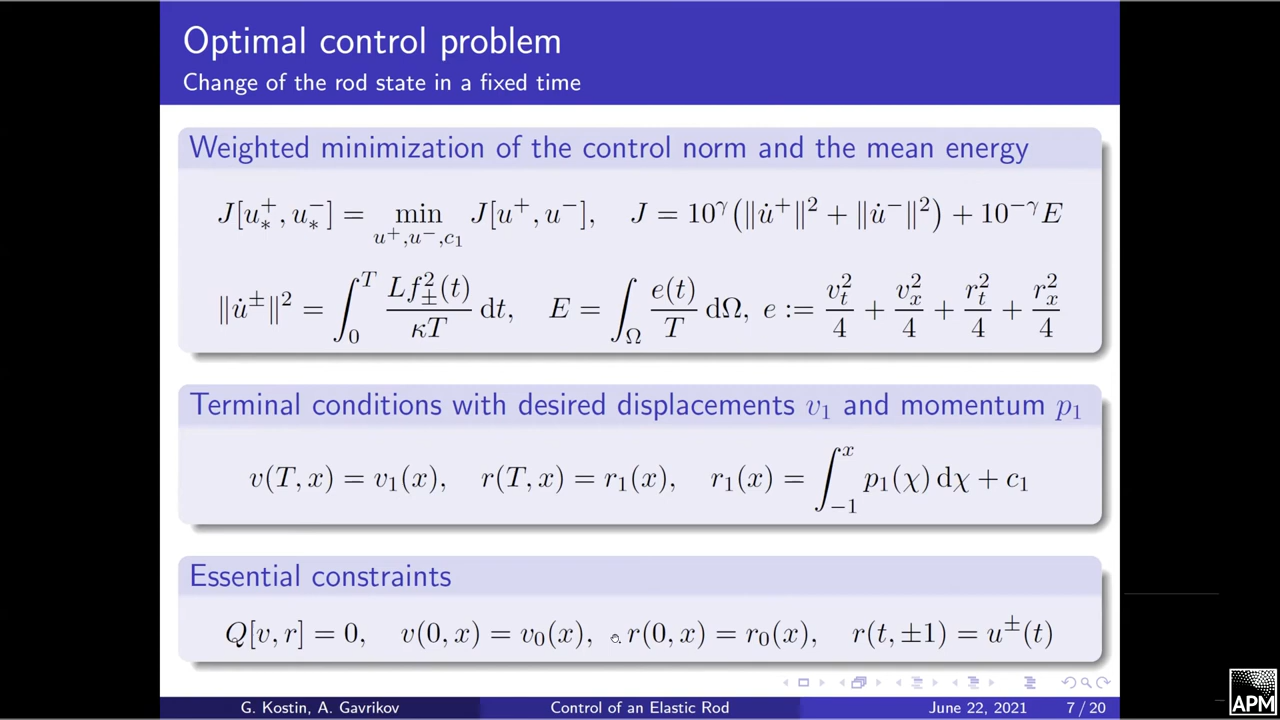 Optimal control problem
Change of the rod state in a fixed time
Weighted minimization of the control norm and the mean energy
J[u_*^+, u_*^-] = min_{u^+,u^-,c_1} J[u^+, u^-], J = 10^γ(‖u̇^+‖² + ‖u̇^-‖²) + 10^{-γ}E
‖u̇^±‖² = ∫_0^T Lf_±^2(t)/κT dt, E = ∫_Ω e(t)/T dΩ, e := v_t^2/4 + v_x^2/4 + r_t^2/4 + r_x^2/4
Terminal conditions with desired displacements v_1 and momentum p_1
v(T, x) = v_1(x), r(T, x) = r_1(x), r_1(x) = ∫_{-1}^x p_1(χ) dχ + c_1
Essential constraints
Q[v, r] = 0, v(0, x) = v_0(x), r(0, x) = r_0(x), r(t, ±1) = u^±(t)
G. Kostin, A. Gavrikov Control of an Elastic Rod June 22, 2021 7 / 20
APM